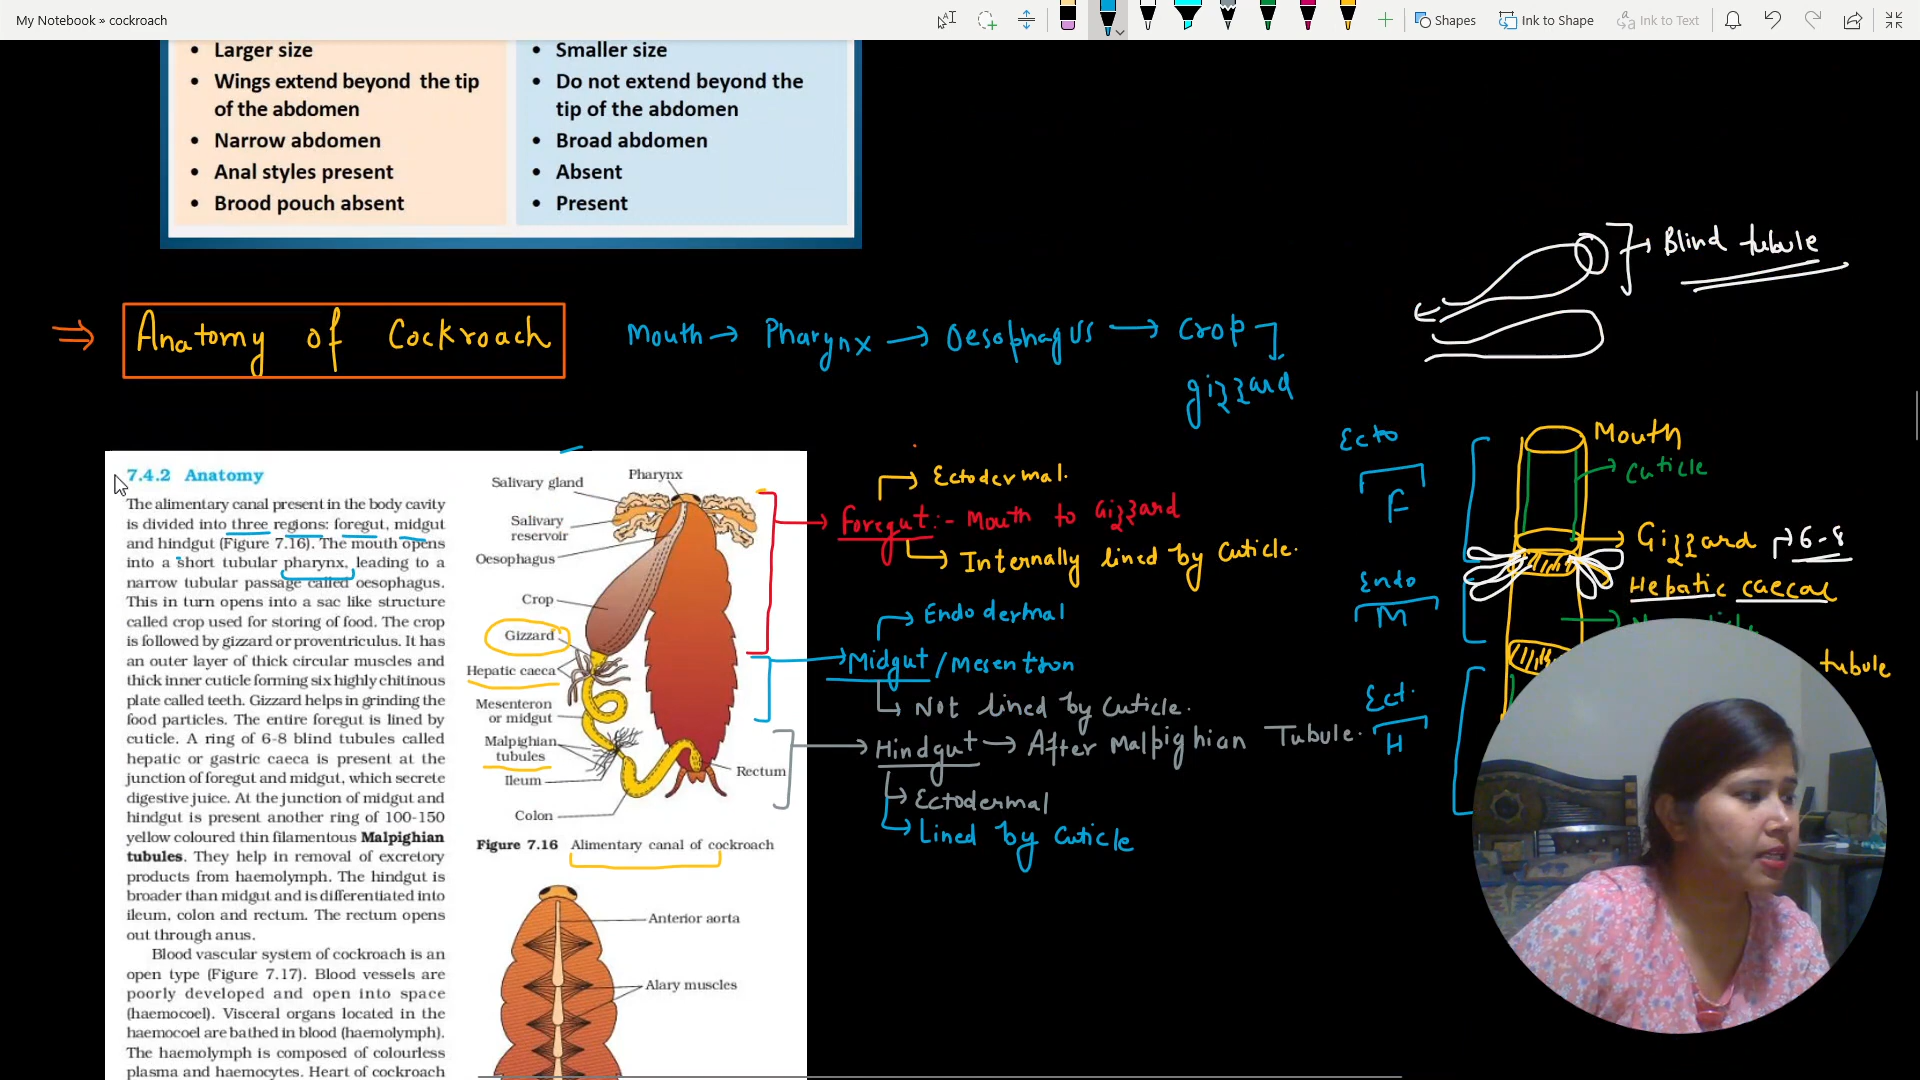 My Notebook » cockroach
Shapes
Ink to Shape
Ink to Text
• Larger size
• Wings extend beyond the tip
of the abdomen
• Narrow abdomen
• Anal styles present
• Brood pouch absent
• Smaller size
• Do not extend beyond the
tip of the abdomen
• Broad abdomen
• Absent
• Present
Blind tubule
⇒ Anatomy of Cockroach
Mouth → Pharynx → Oesophagus → Crop
gizzard
7.4.2 Anatomy
The alimentary canal present in the body cavity
is divided into three regions: foregut, midgut
and hindgut (Figure 7.16). The mouth opens
into a short tubular pharynx, leading to a
narrow tubular passage called oesophagus.
This in turn opens into a sac like structure
called crop used for storing of food. The crop
is followed by gizzard or proventriculus. It has
an outer layer of thick circular muscles and
thick inner cuticle forming six highly chitinous
plate called teeth. Gizzard helps in grinding the
food particles. The entire foregut is lined by
cuticle. A ring of 6-8 blind tubules called
hepatic or gastric caeca is present at the
junction of foregut and midgut, which secrete
digestive juice. At the junction of midgut and
hindgut is present another ring of 100-150
yellow coloured thin filamentous Malpighian
tubules. They help in removal of excretory
products from haemolymph. The hindgut is
broader than midgut and is differentiated into
ileum, colon and rectum. The rectum opens
out through anus.
Blood vascular system of cockroach is an
open type (Figure 7.17). Blood vessels are
poorly developed and open into space
(haemocoel). Visceral organs located in the
haemocoel are bathed in blood (haemolymph).
The haemolymph is composed of colourless
plasma and haemocytes. Heart of cockroach
Pharynx
Salivary gland
Salivary
reservoir
Oesophagus
Crop
Gizzard
Hepatic caeca
Mesenteron
or midgut
Malpighian
tubules
Ileum
Rectum
Colon
Figure 7.16 Alimentary canal of cockroach
Anterior aorta
Alary muscles
Ectodermal.
Foregut :- Mouth to Gizzard
Internally lined by Cuticle.
Endodermal
Midgut / Mesentron
Not lined by Cuticle.
Hindgut → After Malpighian Tubule.
Ectodermal
Lined by Cuticle
Ecto
F
Endo
M
Ect.
H
Mouth
Cuticle
Gizzard
6-8
Hepatic caecal
tubule